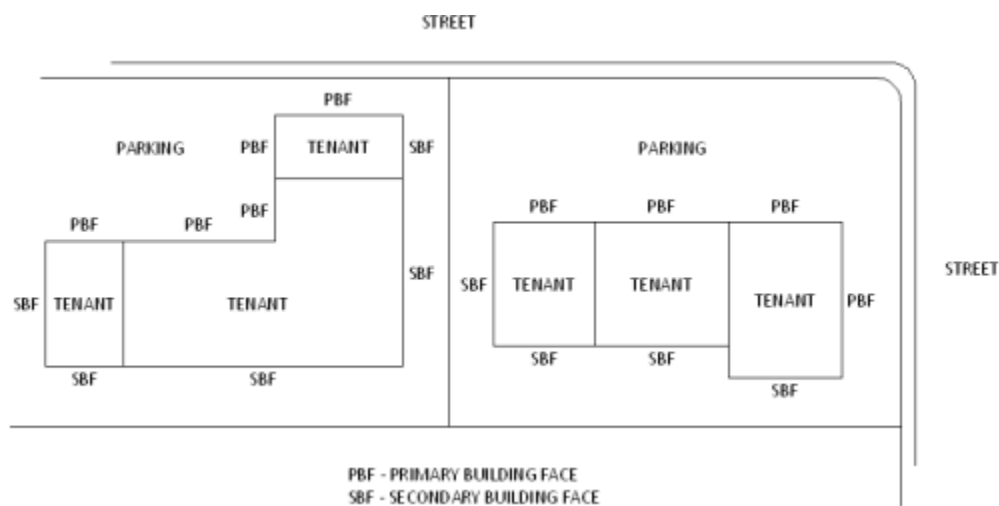 STREET
PBF
PARKING PBF TENANT SBF
PARKING
PBF
PBF PBF
PBF PBF PBF
SBF
STREET
SBF TENANT TENANT
SBF TENANT TENANT TENANT PBF
SBF SBF
SBF SBF
SBF
PBF - PRIMARY BUILDING FACE
SBF - SECONDARY BUILDING FACE